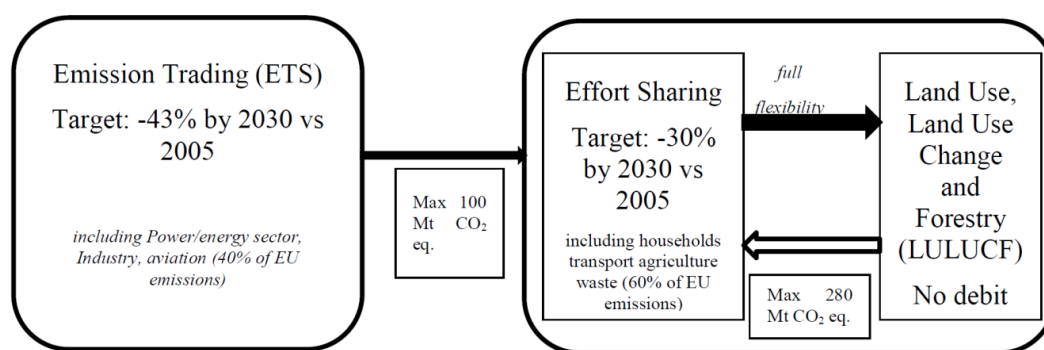 Emission Trading (ETS)
Target: -43% by 2030 vs
2005
including Power/energy sector,
Industry, aviation (40% of EU
emissions)
Max 100
Mt CO₂
eq.
Effort Sharing
Target: -30%
by 2030 vs
2005
including households
transport agriculture
waste (60% of EU
emissions)
full
flexibility
Max 280
Mt CO₂ eq.
Land Use,
Land Use
Change
and
Forestry
(LULUCF)
No debit